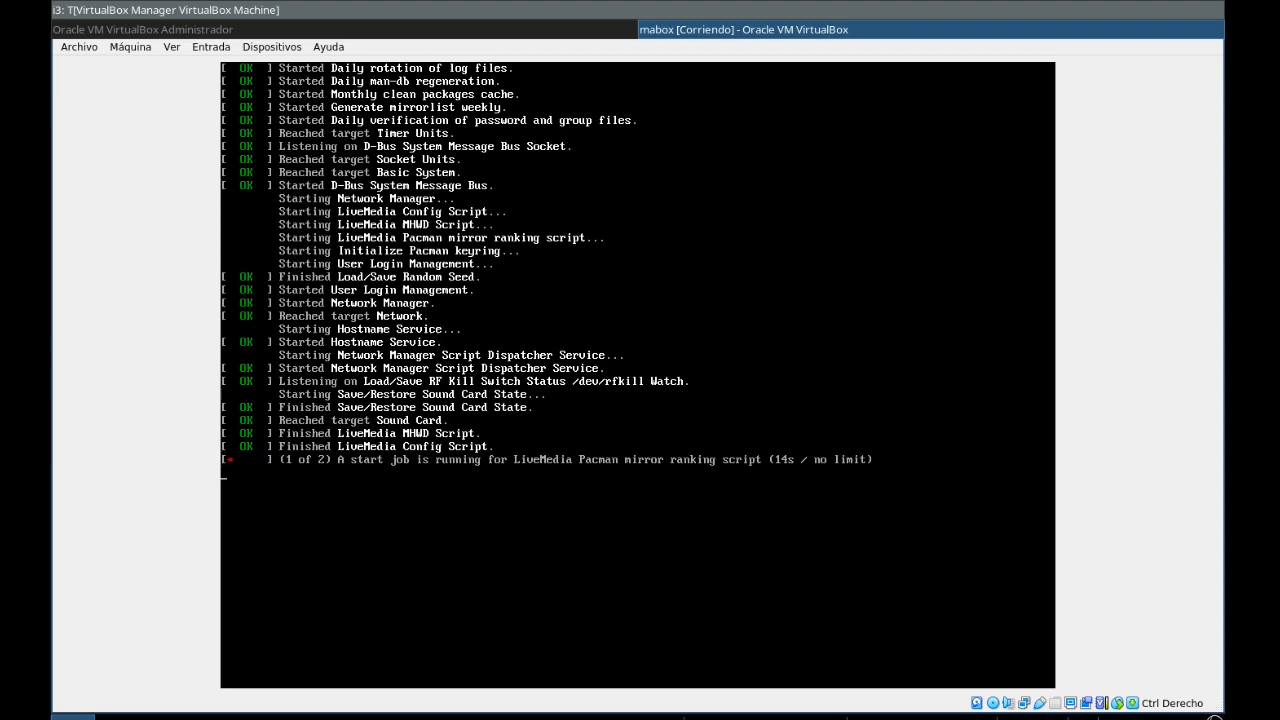 i3: T[VirtualBox Manager VirtualBox Machine]
Oracle VM VirtualBox Administrador
mabox [Corriendo] - Oracle VM VirtualBox
Archivo Máquina Ver Entrada Dispositivos Ayuda
[ OK ] Started Daily rotation of log files.
[ OK ] Started Daily man-db regeneration.
[ OK ] Started Monthly clean packages cache.
[ OK ] Started Generate mirrorlist weekly.
[ OK ] Started Daily verification of password and group files.
[ OK ] Reached target Timer Units.
[ OK ] Listening on D-Bus System Message Bus Socket.
[ OK ] Reached target Socket Units.
[ OK ] Reached target Basic System.
[ OK ] Started D-Bus System Message Bus.
Starting Network Manager...
Starting LiveMedia Config Script...
Starting LiveMedia MHWD Script...
Starting LiveMedia Pacman mirror ranking script...
Starting Initialize Pacman keyring...
Starting User Login Management...
[ OK ] Finished Load/Save Random Seed.
[ OK ] Started User Login Management.
[ OK ] Started Network Manager.
[ OK ] Reached target Network.
Starting Hostname Service...
[ OK ] Started Hostname Service.
Starting Network Manager Script Dispatcher Service...
[ OK ] Started Network Manager Script Dispatcher Service.
[ OK ] Listening on Load/Save RF Kill Switch Status /dev/rfkill Watch.
Starting Save/Restore Sound Card State...
[ OK ] Finished Save/Restore Sound Card State.
[ OK ] Reached target Sound Card.
[ OK ] Finished LiveMedia MHWD Script.
[ OK ] Finished LiveMedia Config Script.
[* ] (1 of 2) A start job is running for LiveMedia Pacman mirror ranking script (14s / no limit)
Ctrl Derecho